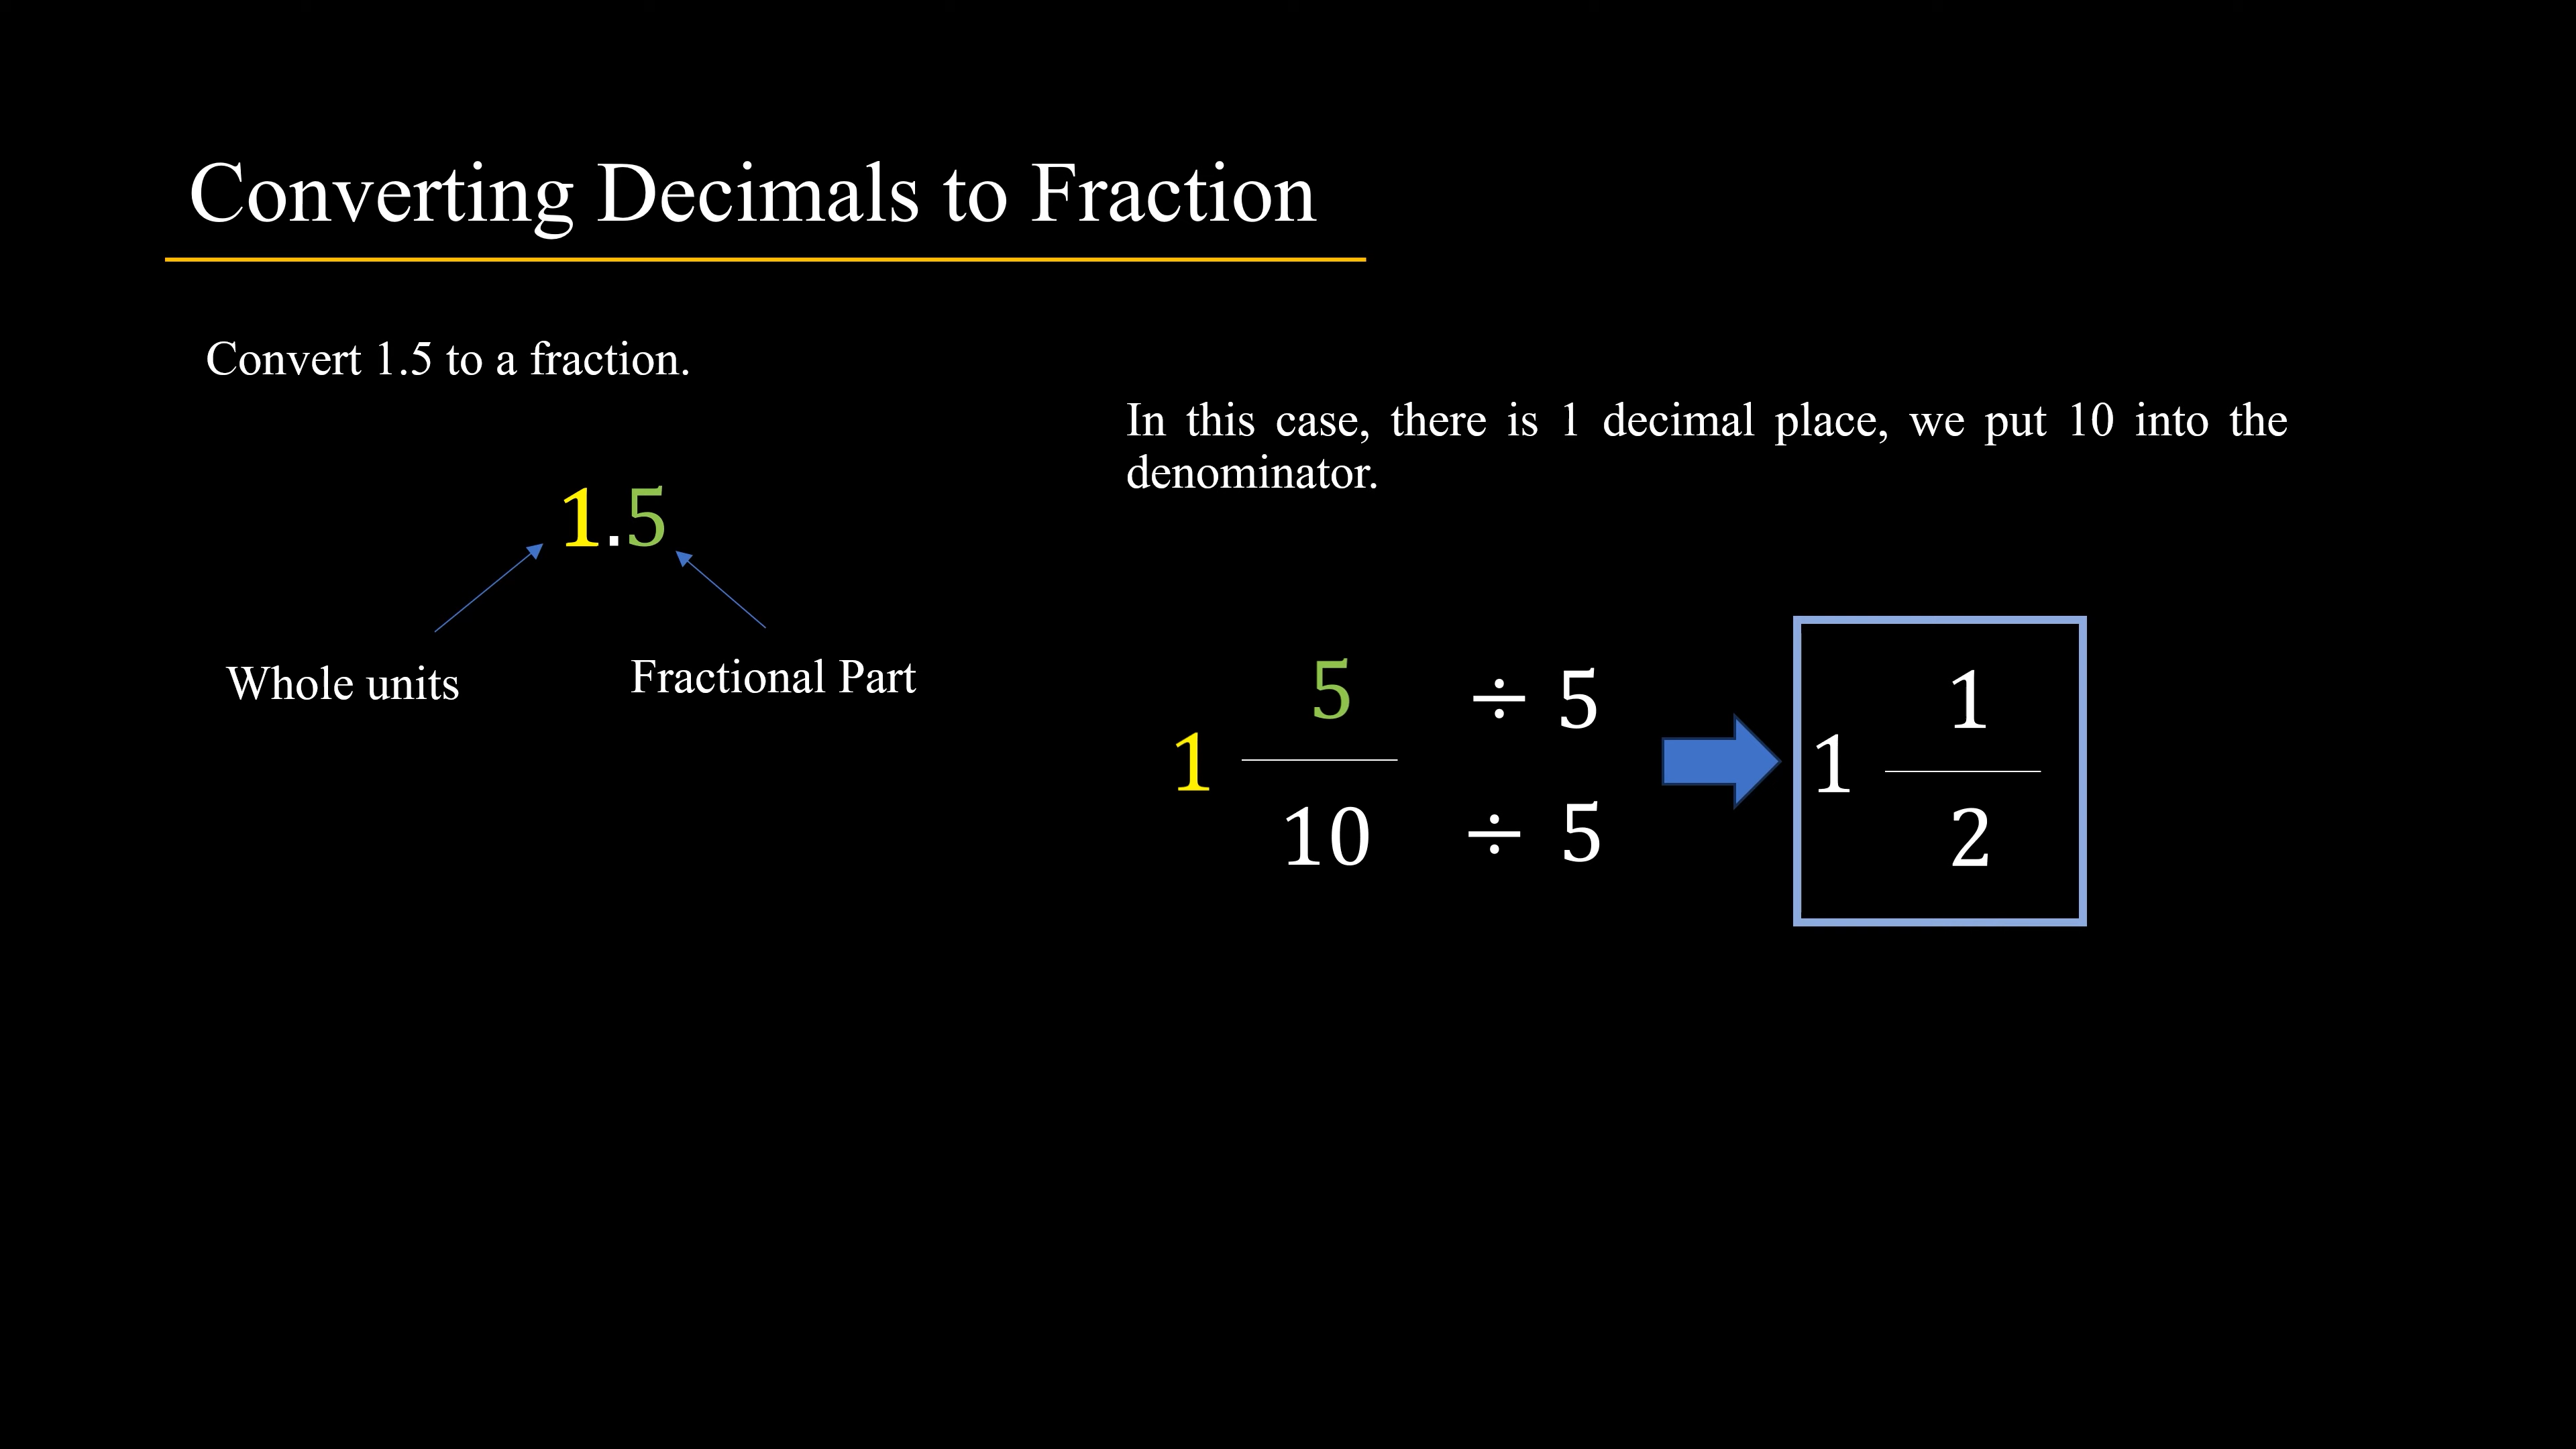 Converting Decimals to Fraction
Convert 1.5 to a fraction.
1.5
Whole units
Fractional Part
In this case, there is 1 decimal place, we put 10 into the
denominator.
5 ÷ 5
1
10 ÷ 5
1
1
2